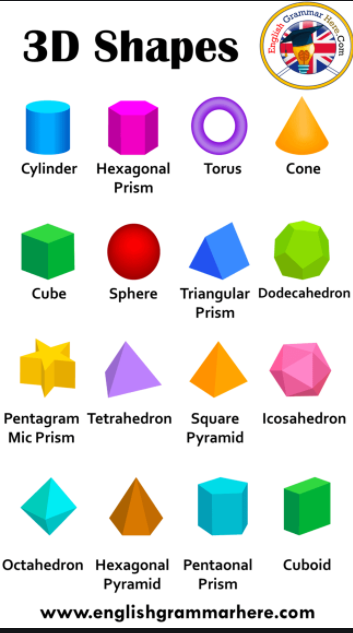 3D Shapes
English Grammar Here.Com
Cylinder
Hexagonal
Prism
Torus
Cone
Cube
Sphere
Triangular
Prism
Dodecahedron
Pentagram
Mic Prism
Tetrahedron
Square
Pyramid
Icosahedron
Octahedron
Hexagonal
Pyramid
Pentaonal
Prism
Cuboid
www.englishgrammarhere.com